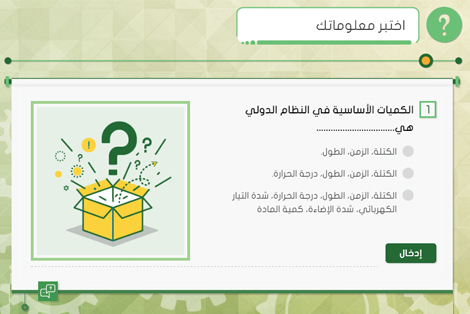 اختبر معلوماتك
١ الكميات الأساسية في النظام الدولي
هي................................
الكتلة، الزمن، الطول.
الكتلة، الزمن، الطول، درجة الحرارة.
الكتلة، الزمن، الطول، درجة الحرارة، شدة التيار
الكهربائي، شدة الإضاءة، كمية المادة
إدخال